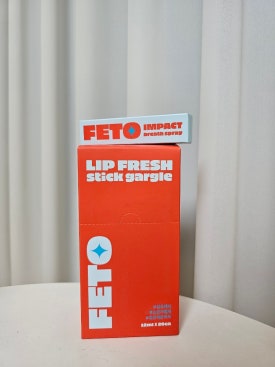 FETO IMPACT
breath spray
LIP FRESH
stick gargle
FETO